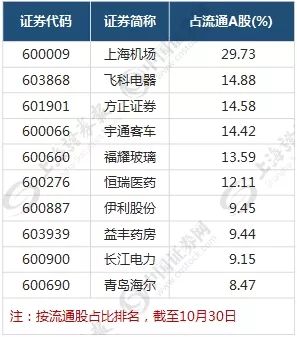 证券代码 证券简称 占流通A股(%)
600009 上海机场 29.73
603868 飞科电器 14.88
601901 方正证券 14.58
600066 宇通客车 14.42
600660 福耀玻璃 13.59
600276 恒瑞医药 12.11
600887 伊利股份 9.45
603939 益丰药房 9.44
600900 长江电力 9.15
600690 青岛海尔 8.47
注：按流通股占比排名，截至10月30日